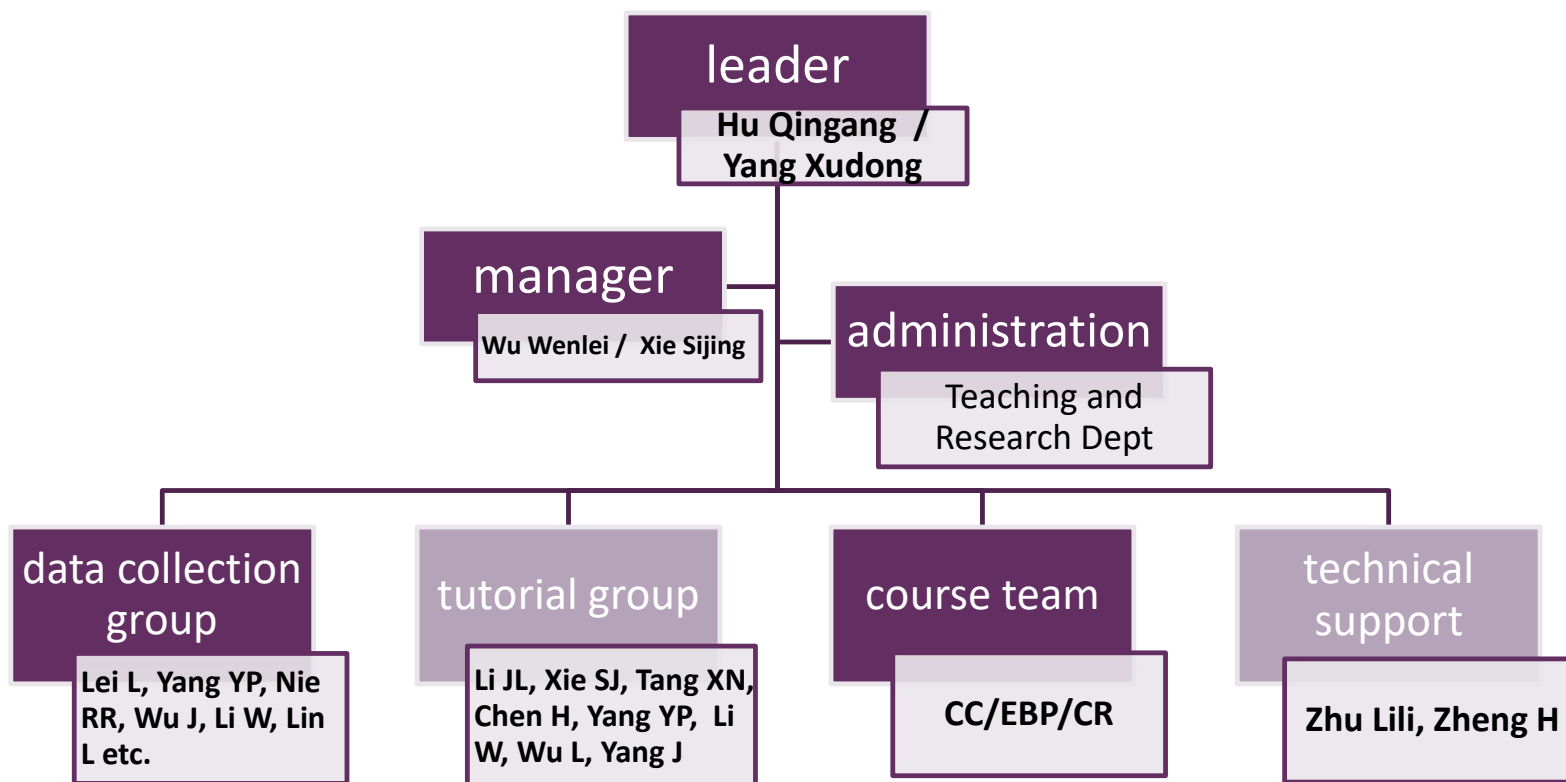 leader
Hu Qingang /
Yang Xudong
manager
Wu Wenlei / Xie Sijing
administration
Teaching and
Research Dept
data collection
group
Lei L, Yang YP, Nie
RR, Wu J, Li W, Lin
L etc.
tutorial group
Li JL, Xie SJ, Tang XN,
Chen H, Yang YP, Li
W, Wu L, Yang J
course team
CC/EBP/CR
technical
support
Zhu Lili, Zheng H